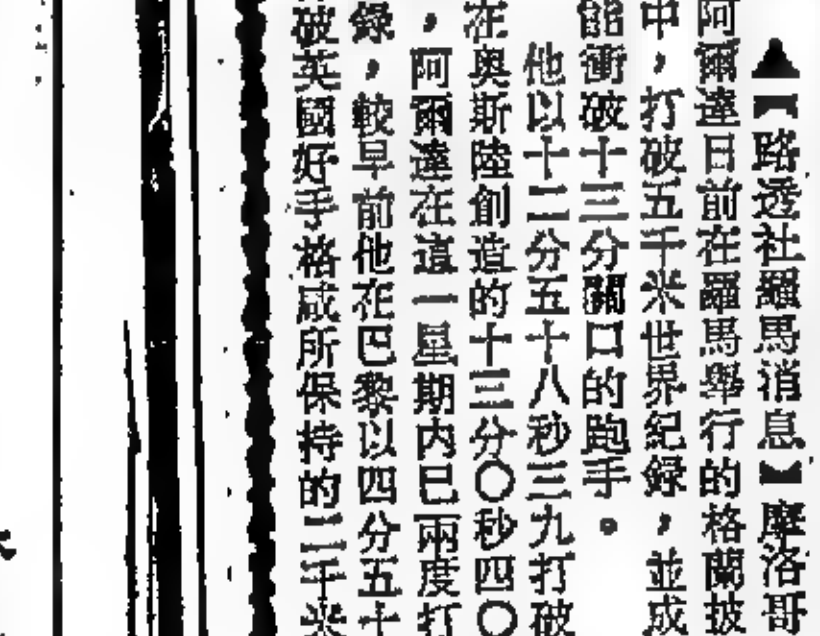 ▲【路透社羅馬消息】摩洛哥
阿爾達日前在羅馬舉行的格蘭披
中，打破五千米世界紀錄，並成
能衝破十三分關口的跑手。
他以十二分五十八秒三九打破
在奧斯陸創造的十三分〇秒四〇
，阿爾達在這一星期內已兩度打
錄，較早前他在巴黎以四分五十
破英國好手格咸所保持的二千米